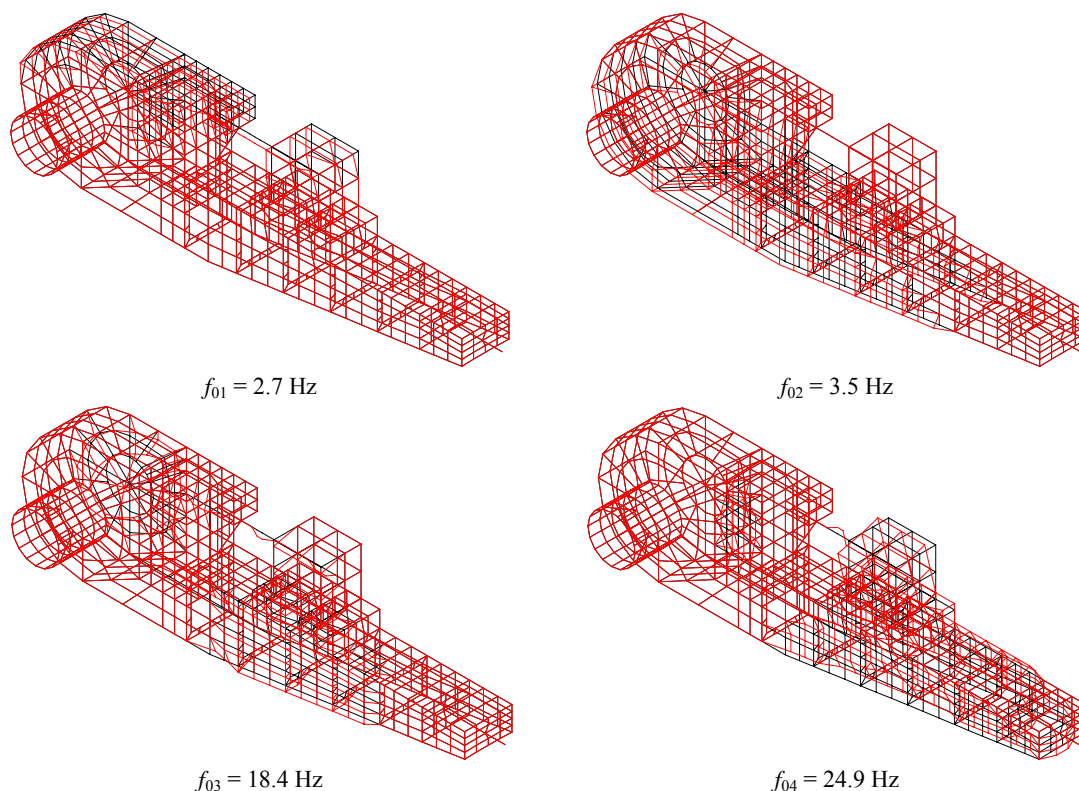 f01 = 2.7 Hz
f02 = 3.5 Hz
f03 = 18.4 Hz
f04 = 24.9 Hz